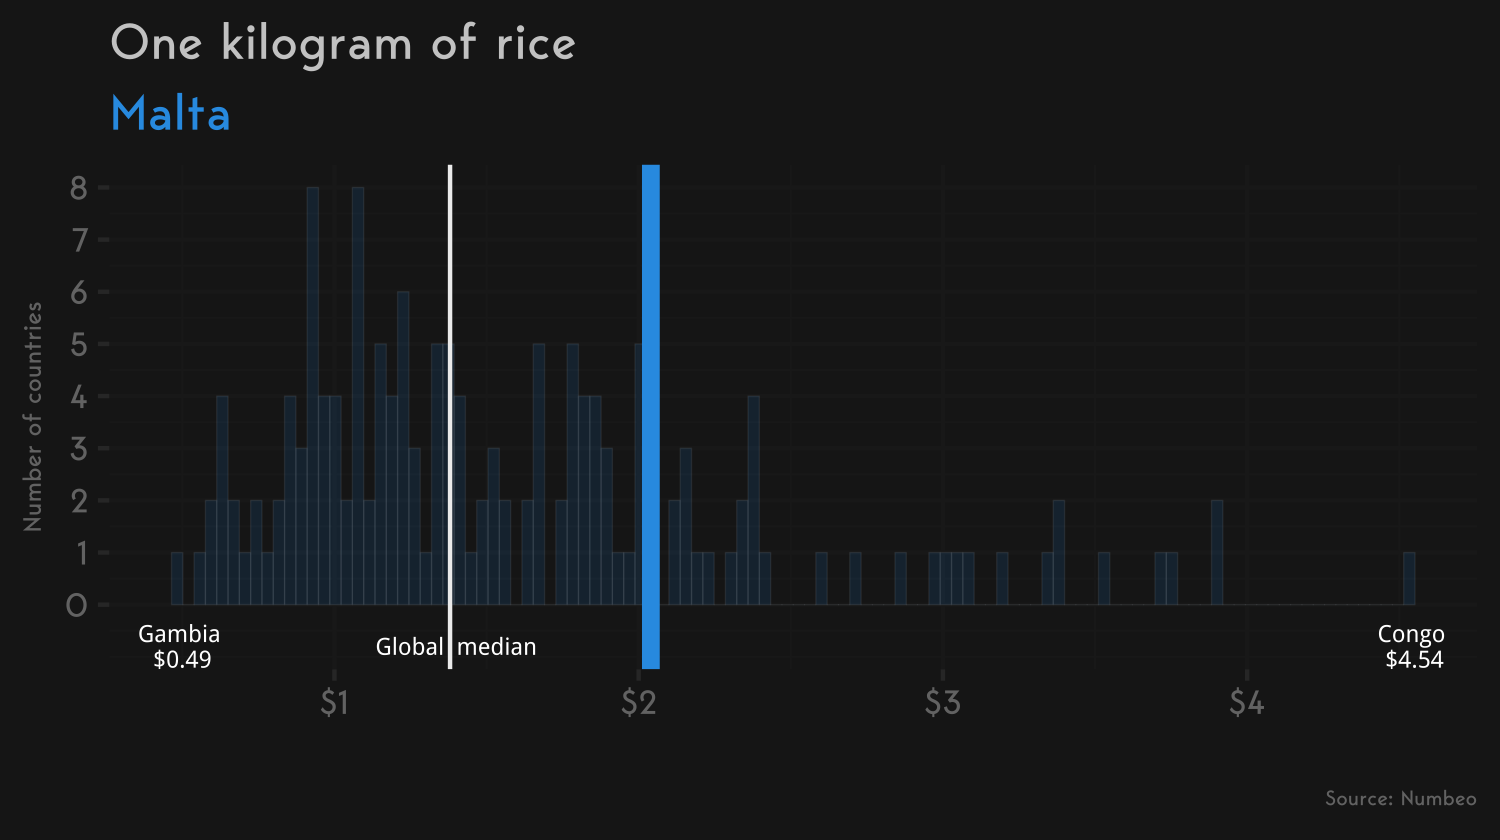 One kilogram of rice
Malta
Number of countries
8
7
6
5
4
3
2
1
0
Gambia
$0.49
Global median
Congo
$4.54
$1
$2
$3
$4
Source: Numbeo